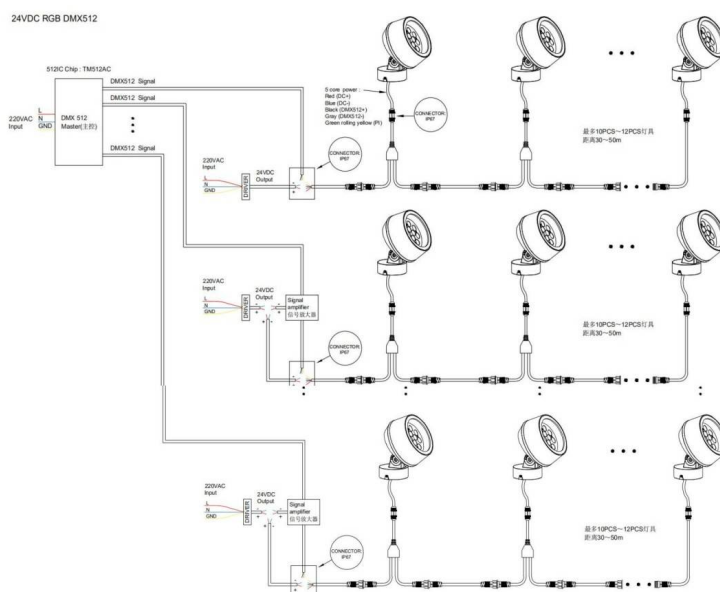 24VDC RGB DMX512
512IC Chip : TM512AC
DMX512 Signal
DMX512 Signal
DMX512 Signal
220VAC
Input
L
N
GND
DMX 512
Master(主控)
5 core power :
Red (DC+)
Blue (DC-)
Black (DMX512+)
Gray (DMX512-)
Green rolling yellow (PI)
CONNECTOR:
IP67
CONNECTOR:
IP67
最多10PCS～12PCS灯具
距离30～50m
220VAC
Input
L
N
GND
DRIVER
24VDC
Output
+
-
220VAC
Input
L
N
GND
DRIVER
24VDC
Output
Signal
amplifier
信号放大器
CONNECTOR:
IP67
最多10PCS～12PCS灯具
距离30～50m
220VAC
Input
L
N
GND
DRIVER
24VDC
Output
Signal
amplifier
信号放大器
CONNECTOR:
IP67
最多10PCS～12PCS灯具
距离30～50m